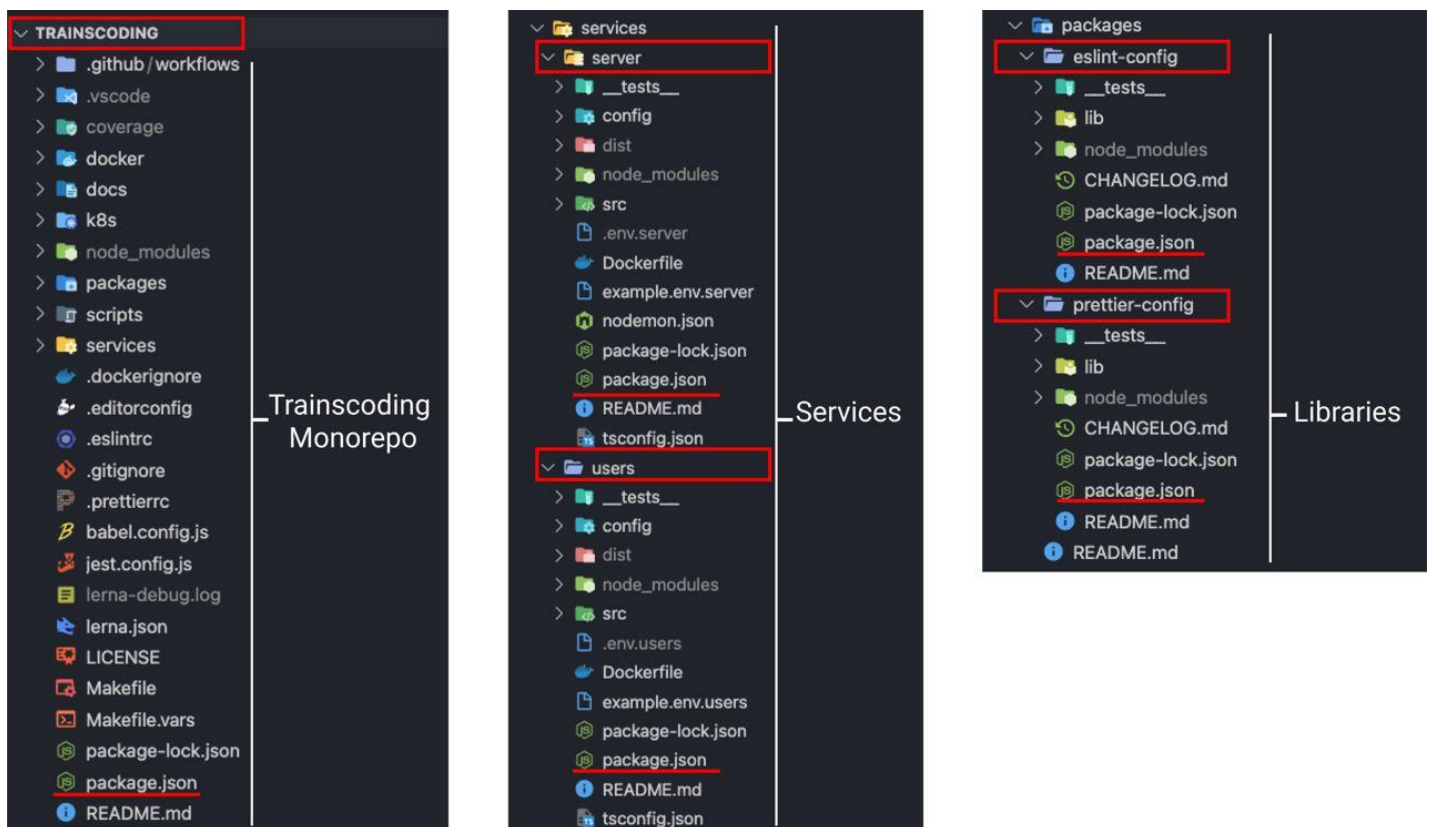 TRAINSCODING
.github/workflows
.vscode
coverage
docker
docs
k8s
node_modules
packages
scripts
services
.dockerignore
.editorconfig
.eslintrc
.gitignore
.prettierrc
babel.config.js
jest.config.js
lerna-debug.log
lerna.json
LICENSE
Makefile
Makefile.vars
package-lock.json
package.json
README.md
Trainscoding
Monorepo
services
server
__tests__
config
dist
node_modules
src
.env.server
Dockerfile
example.env.server
nodemon.json
package-lock.json
package.json
README.md
tsconfig.json
users
__tests__
config
dist
node_modules
src
.env.users
Dockerfile
example.env.users
package-lock.json
package.json
README.md
tsconfig.json
Services
packages
eslint-config
__tests__
lib
node_modules
CHANGELOG.md
package-lock.json
package.json
README.md
prettier-config
__tests__
lib
node_modules
CHANGELOG.md
package-lock.json
package.json
README.md
README.md
Libraries